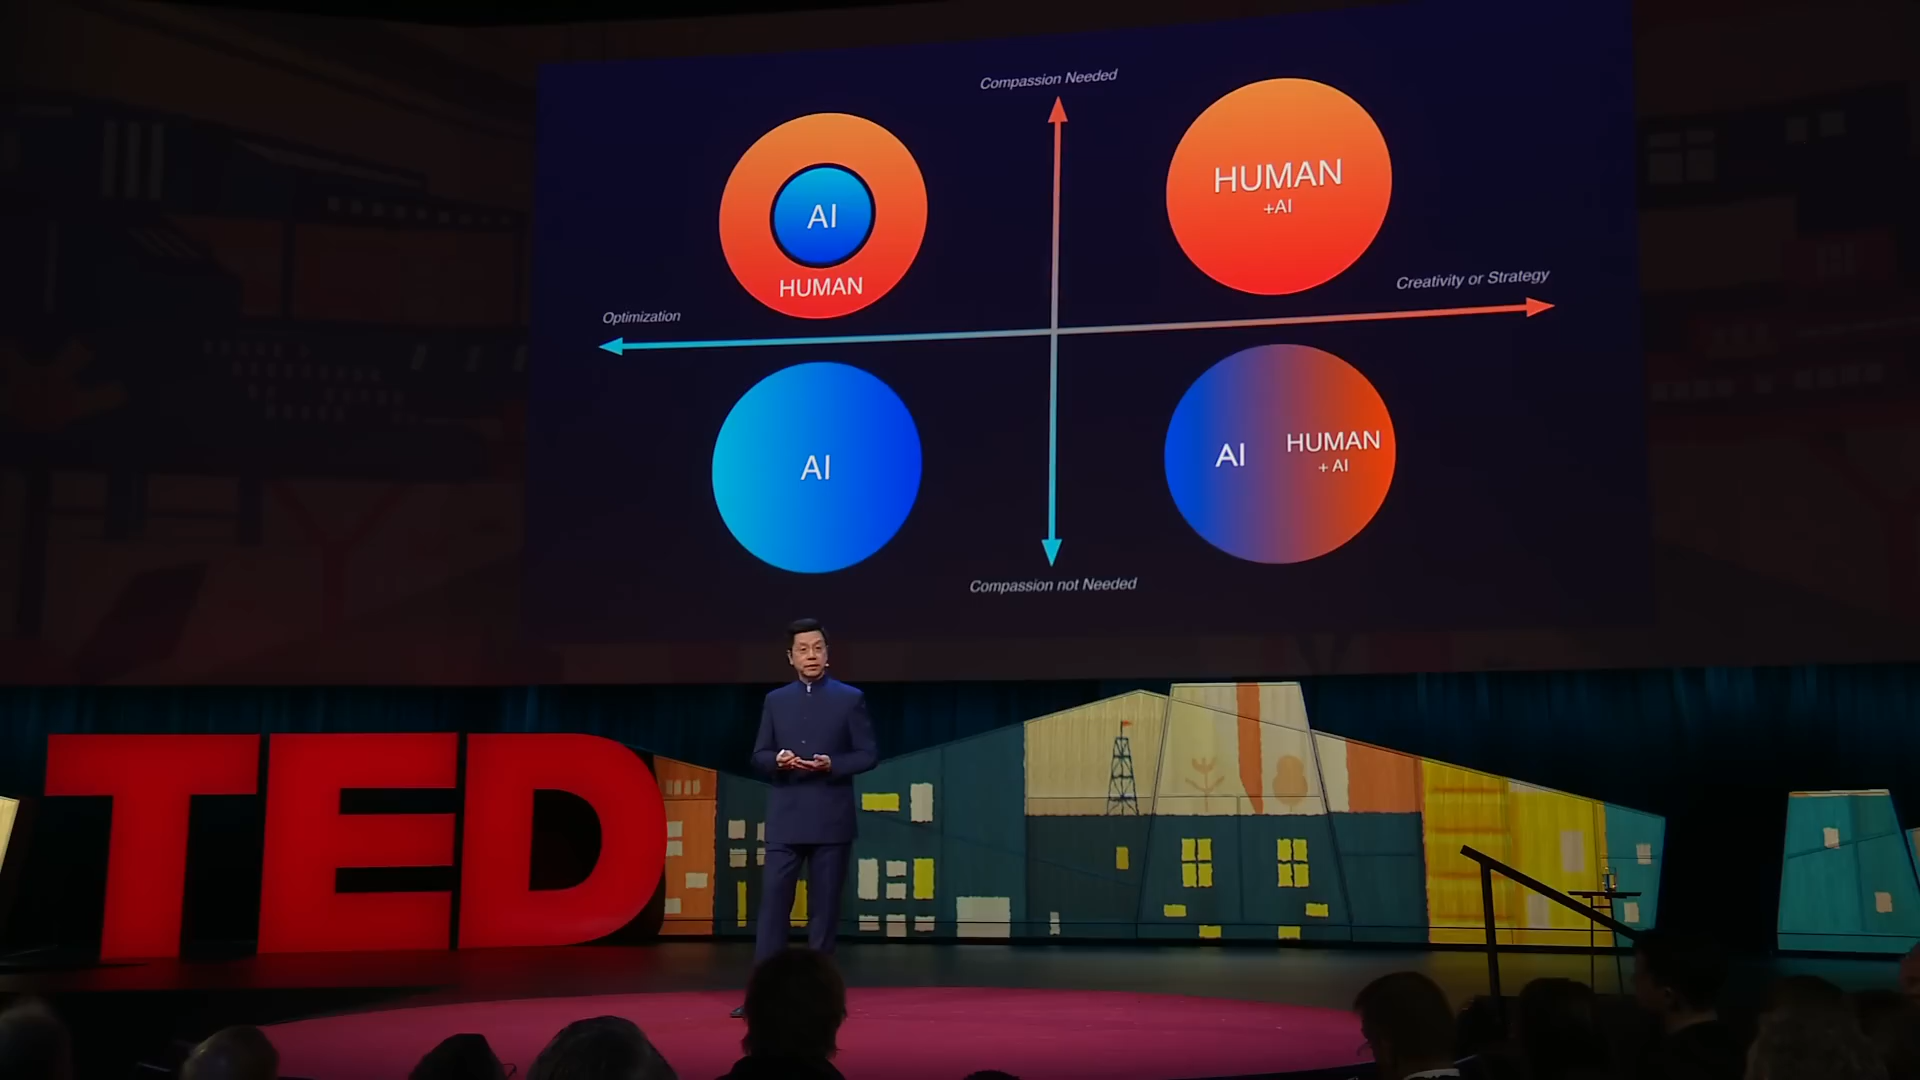 Compassion Needed
HUMAN
+AI
AI
HUMAN
Creativity or Strategy
Optimization
AI
AI
HUMAN
+ AI
Compassion not Needed
TED